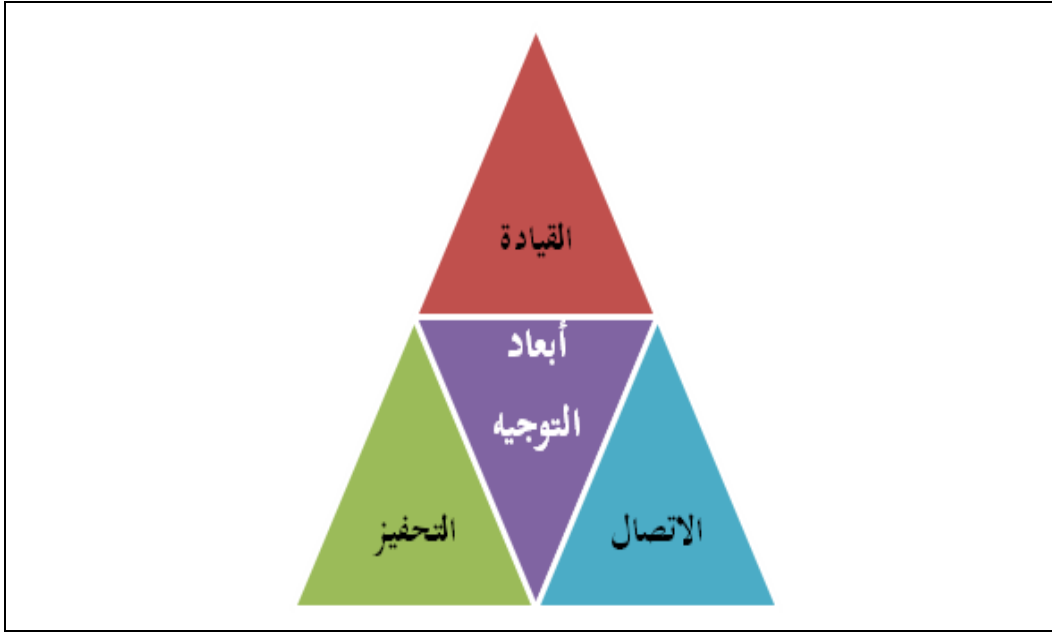 القيادة
أبعاد
التوجيه
الاتصال
التحفيز